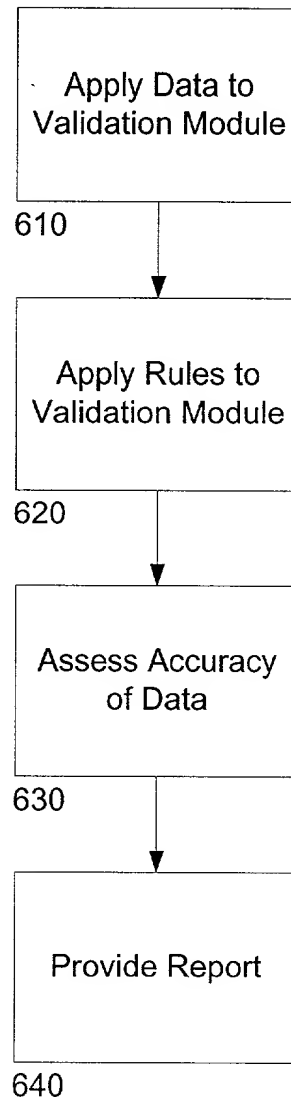 Apply Data to
Validation Module
610
Apply Rules to
Validation Module
620
Assess Accuracy
of Data
630
Provide Report
640